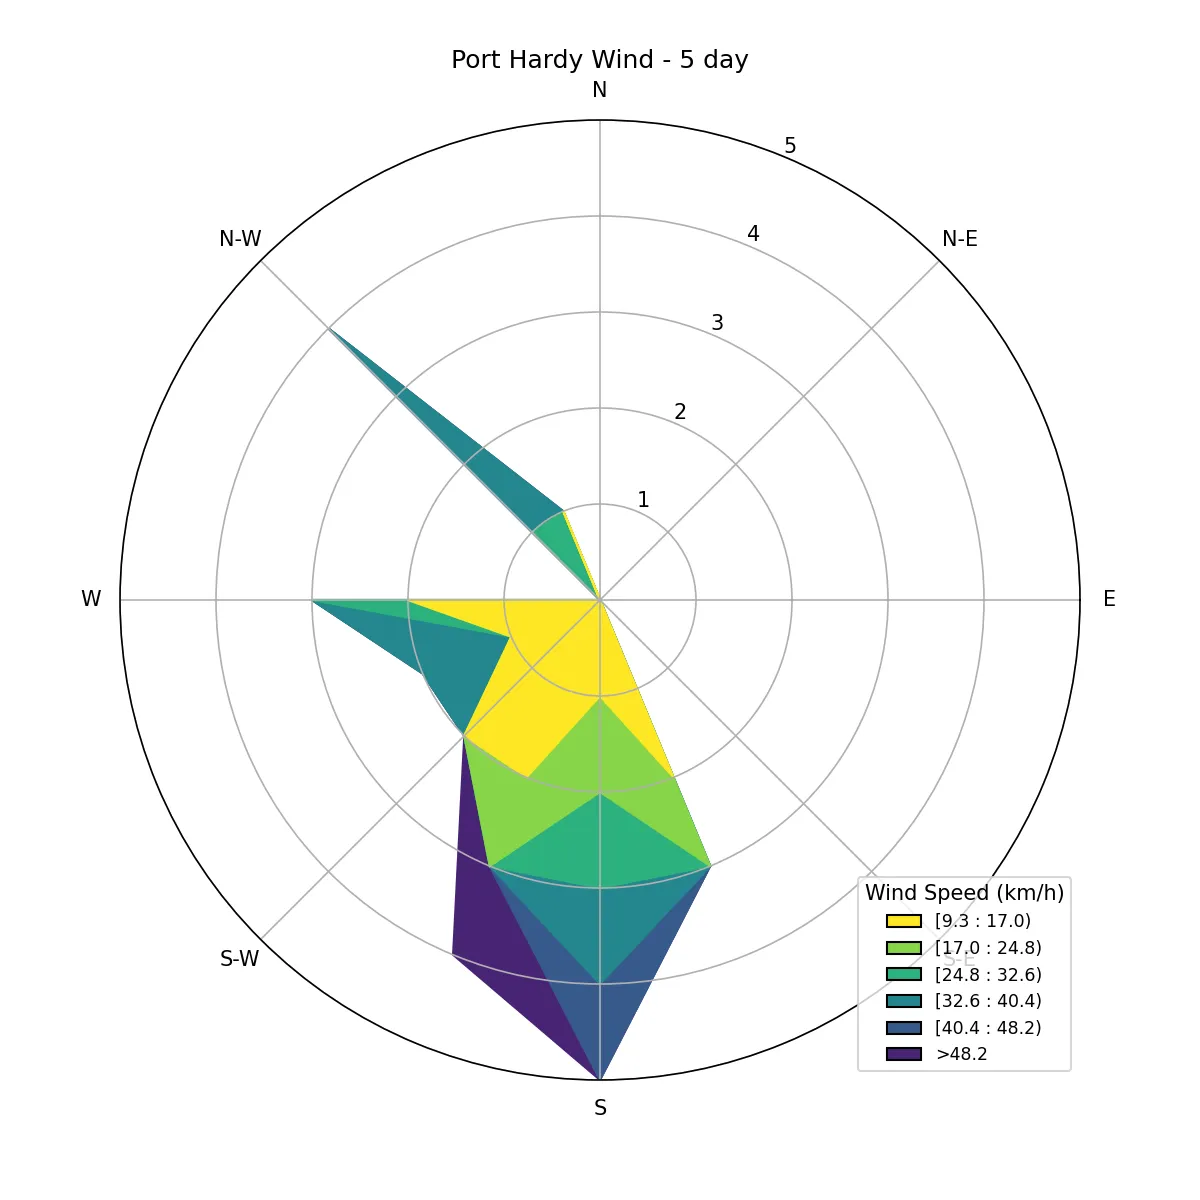 Port Hardy Wind - 5 day
N
5
N-W
4
N-E
3
2
1
W
E
Wind Speed (km/h)
[9.3 : 17.0)
[17.0 : 24.8)
S-W
S-E
[24.8 : 32.6)
[32.6 : 40.4)
[40.4 : 48.2)
>48.2
S